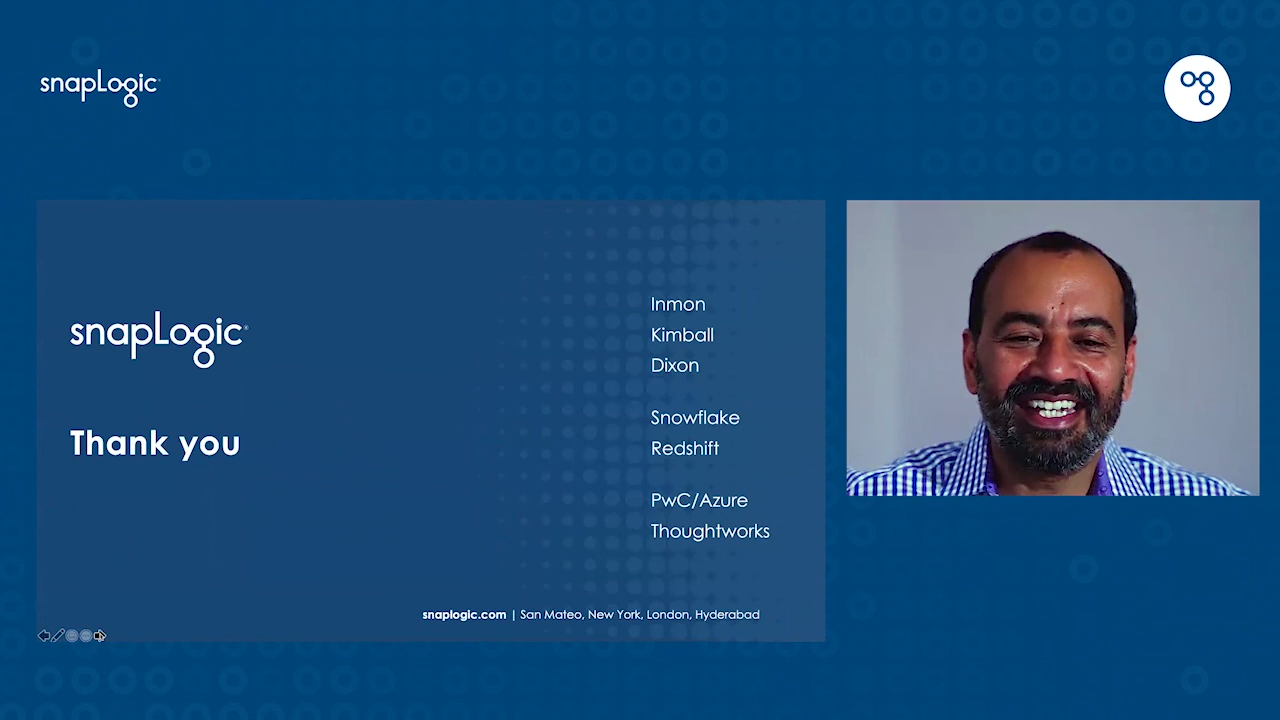 snapLogic
snapLogic®
Thank you
Inmon
Kimball
Dixon
Snowflake
Redshift
PwC/Azure
Thoughtworks
snaplogic.com | San Mateo, New York, London, Hyderabad